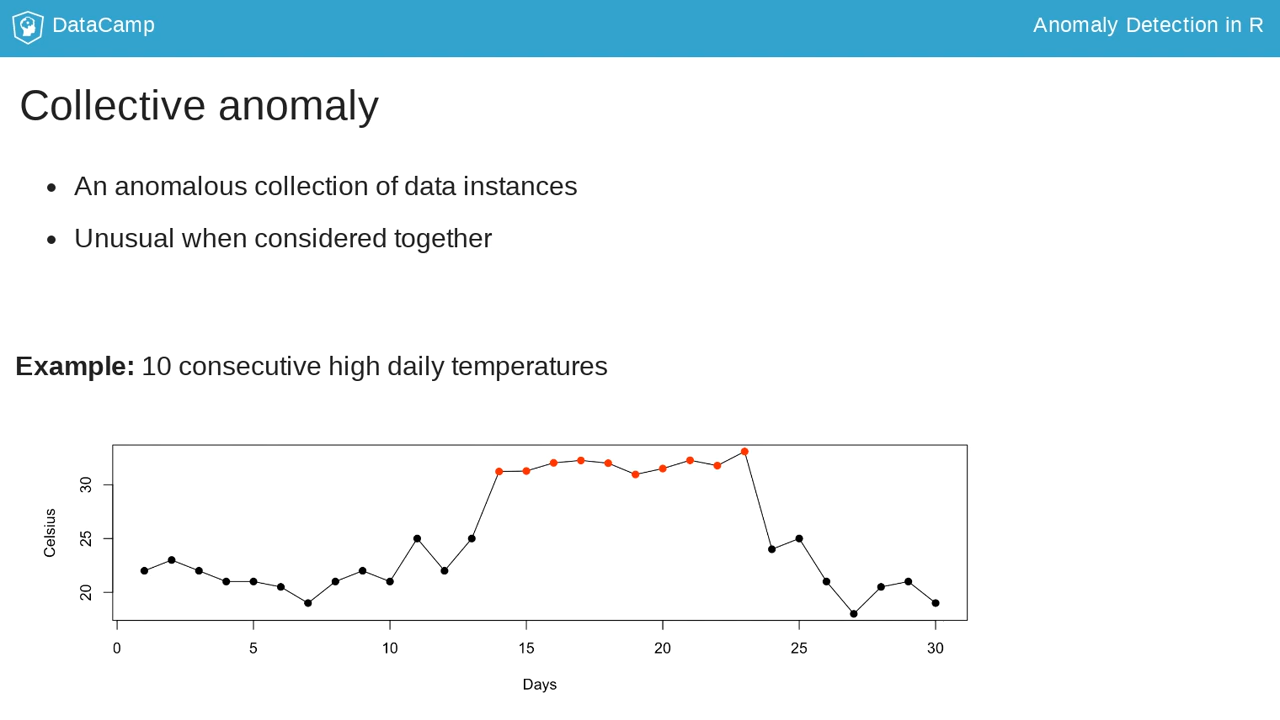 DataCamp
Anomaly Detection in R
Collective anomaly
• An anomalous collection of data instances
• Unusual when considered together
Example: 10 consecutive high daily temperatures
30
25
20
Celsius
0 5 10 15 20 25 30
Days